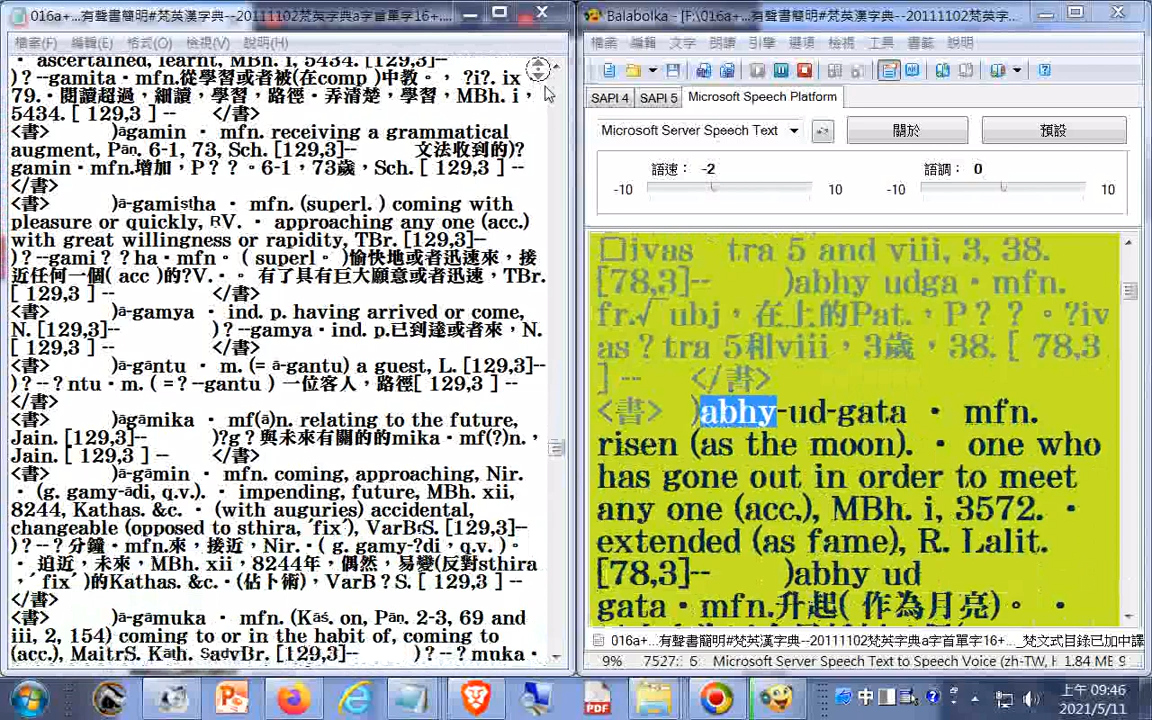 016a+...有聲書簡明#梵英漢字典--20111102梵英字典a字首單字16+...
檔案(F) 編輯(E) 格式(O) 檢視(V) 說明(H)
• ascertained, learnt, MBh. i, 5434. [ 129,3 ] --
)? --gamita • mfn.從學習或者被(在comp )中教。， ?i?. ix
79.•閱讀超過，細讀，學習，路徑•弄清楚，學習，MBh. i，
5434. [ 129,3 ] -- </書>
<書> )āgamin • mfn. receiving a grammatical
augment, Pāṇ. 6-1, 73, Sch. [129,3]-- 文法收到的)?
gamin•mfn.增加，P？？。6-1，73歲，Sch. [ 129,3 ] --
</書>
<書> )ā-gamiṣṭha • mfn. (superl. ) coming with
pleasure or quickly, ṚV. • approaching any one (acc.)
with great willingness or rapidity, TBr. [129,3]--
)? --gami？？ha•mfn。( superl。)愉快地或者迅速來，接
近任何一個( acc )的?V.•。有了具有巨大願意或者迅速，TBr.
[ 129,3 ] -- </書>
<書> )ā-gamya • ind. p. having arrived or come,
N. [129,3]-- )? --gamya•ind. p.已到達或者來，N.
[ 129,3 ] -- </書>
<書> )ā-gāntu • m. (= ā-gantu) a guest, L. [129,3]--
)? --？ntu•m. ( =? --gantu ) 一位客人，路徑[ 129,3 ] --
</書>
<書> )āgāmika • mf(ā)n. relating to the future,
Jain. [129,3]-- )?g？與未來有關的的mika•mf(?)n.，
Jain. [ 129,3 ] -- </書>
<書> )ā-gāmin • mfn. coming, approaching, Nir.
• (g. gamy-ādi, q.v.). • impending, future, MBh. xii,
8244, Kathās. &c. • (with auguries) accidental,
changeable (opposed to sthira, ´fix´), VarBṛS. [129,3]--
)? --？分鐘•mfn.來，接近，Nir.•( g. gamy-?di，q.v.)。
• 迫近，未來，MBh. xii，8244年，偶然，易變(反對sthira
，´fix´)的Kathas. &c.•(佔卜術)，VarB？S. [ 129,3 ] --
</書>
<書> )ā-gāmuka • mfn. (Kāś. on, Pāṇ. 2-3, 69 and
iii, 2, 154) coming to or in the habit of, coming to
(acc.), MaitrS. Kāṭh. ṢaḍvBr. [129,3]-- )? --？muka•
Balabolka - [F:\016a+...有聲書簡明#梵英漢字典--20111102梵英字...
檔案 編輯 文字 朗讀 引擎 選項 檢視 工具 書籤 說明
SAPI 4 SAPI 5 Microsoft Speech Platform
Microsoft Server Speech Text 關於 預設
語速： -2 語調： 0
-10 10 -10 10
□ivas tra 5 and viii, 3, 38.
[78,3]-- )abhy udga•mfn.
fr.√ ubj，在上的Pat.，P？？。?iv
as？tra 5和viii，3歲，38. [ 78,3
] -- </書>
<書> )abhy-ud-gata • mfn.
risen (as the moon). • one who
has gone out in order to meet
any one (acc.), MBh. i, 3572. •
extended (as fame), R. Lalit.
[78,3]-- )abhy ud
gata•mfn.升起( 作為月亮)。•
016a+...有聲書簡明#梵英漢字典--20111102梵英字典a字首單字16+..._梵文式目錄已加中譯
9% 7527: 5 Microsoft Server Speech Text to Speech Voice (zh-TW, H 1.84 MB 9
PDF
中
上午 09:46
2021/5/11